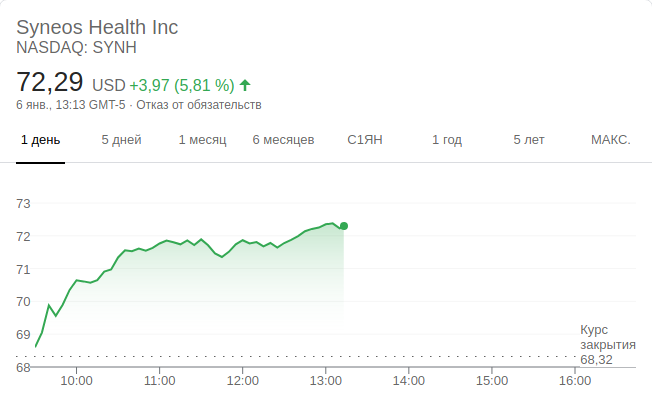 Syneos Health Inc
NASDAQ: SYNH
72,29 USD +3,97 (5,81 %)
6 янв., 13:13 GMT-5 · Отказ от обязательств
1 день 5 дней 1 месяц 6 месяцев С1ЯН 1 год 5 лет МАКС.
73
72
71
70
69
Курс
закрытия
68,32
68
10:00 11:00 12:00 13:00 14:00 15:00 16:00